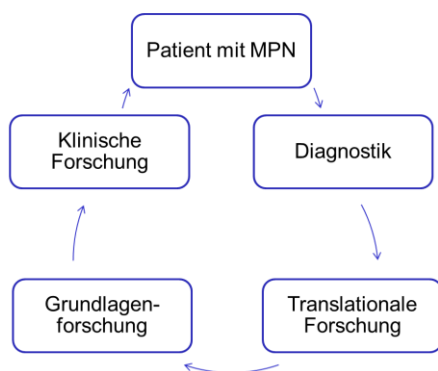 Patient mit MPN
Diagnostik
Translationale
Forschung
Grundlagen-
forschung
Klinische
Forschung